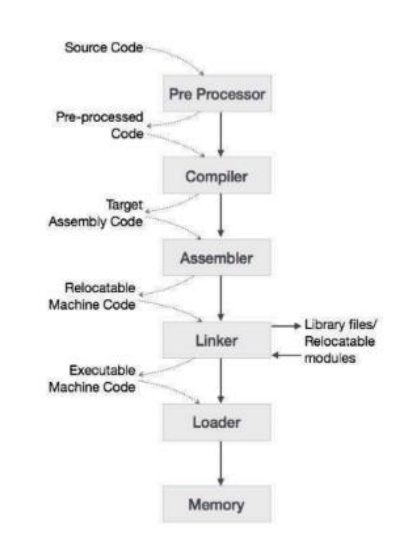 Source Code
Pre Processor
Pre-processed
Code
Compiler
Target
Assembly Code
Assembler
Relocatable
Machine Code
Linker
Library files/
Relocatable
modules
Executable
Machine Code
Loader
Memory